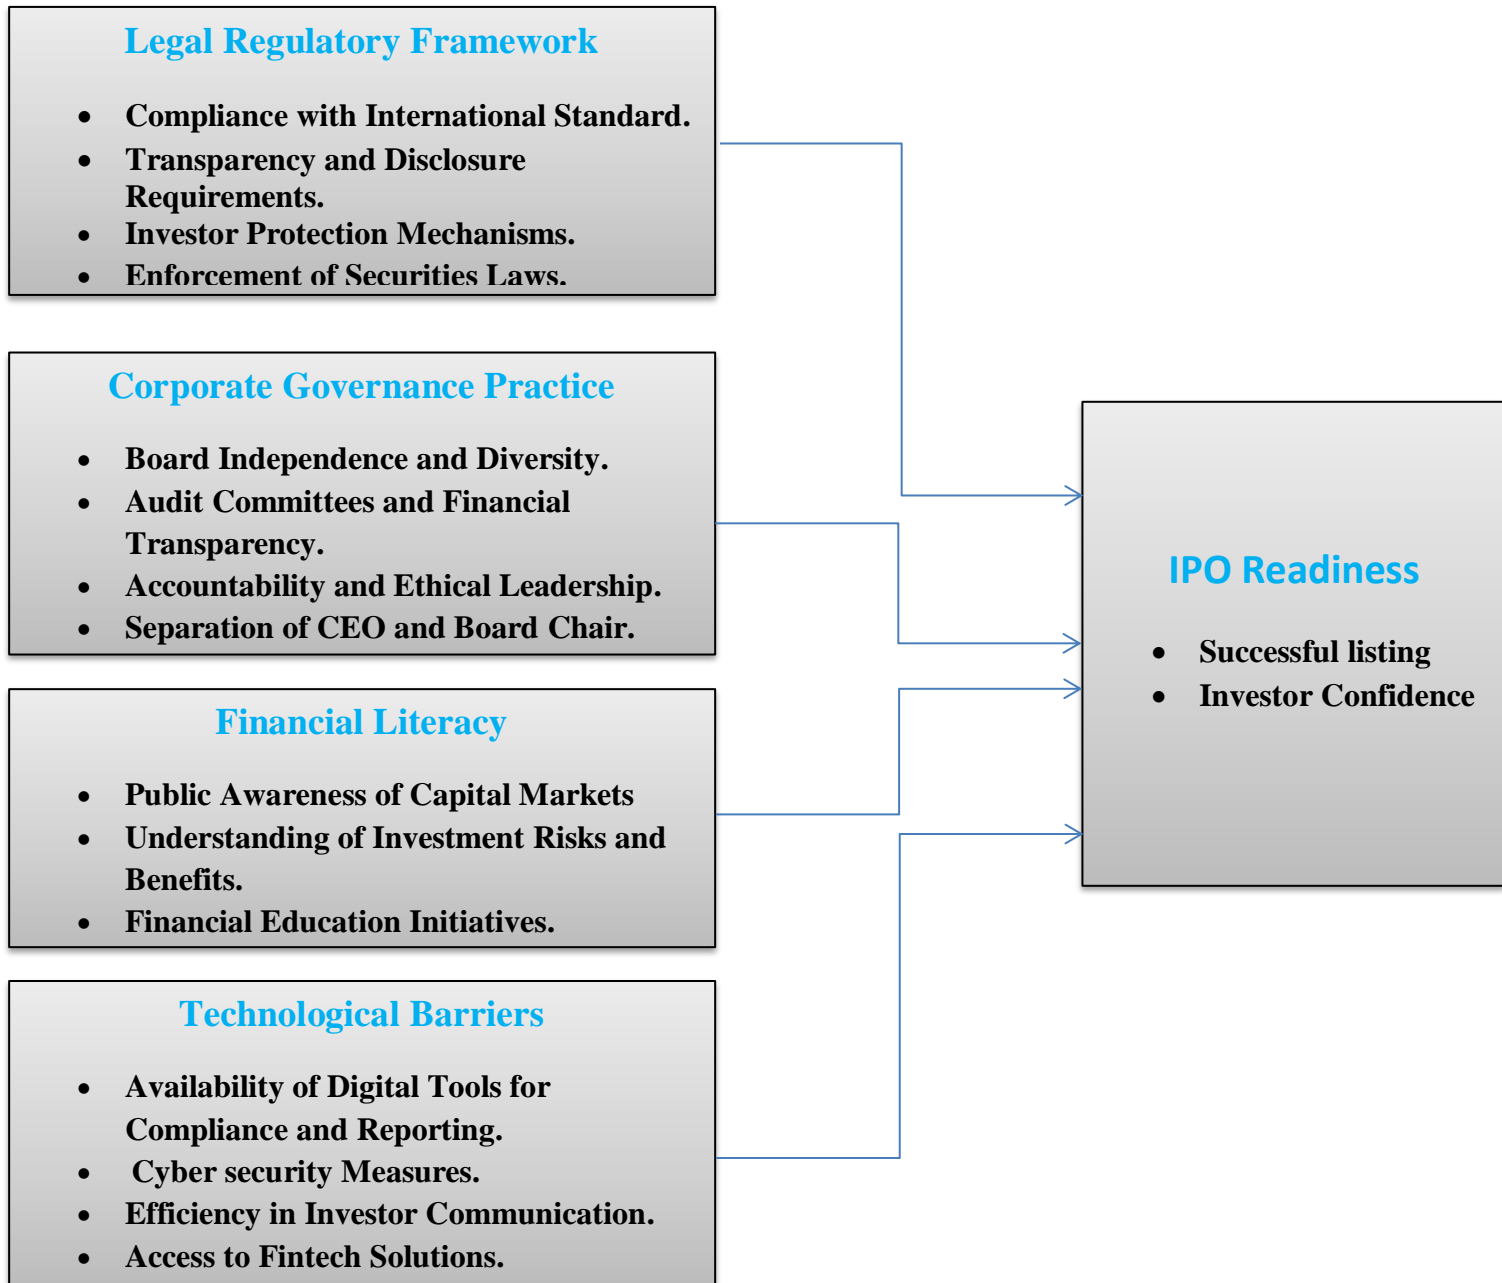 Legal Regulatory Framework
• Compliance with International Standard.
• Transparency and Disclosure
Requirements.
• Investor Protection Mechanisms.
• Enforcement of Securities Laws.
Corporate Governance Practice
• Board Independence and Diversity.
• Audit Committees and Financial
Transparency.
• Accountability and Ethical Leadership.
• Separation of CEO and Board Chair.
Financial Literacy
• Public Awareness of Capital Markets
• Understanding of Investment Risks and
Benefits.
• Financial Education Initiatives.
Technological Barriers
• Availability of Digital Tools for
Compliance and Reporting.
• Cyber security Measures.
• Efficiency in Investor Communication.
• Access to Fintech Solutions.
IPO Readiness
• Successful listing
• Investor Confidence